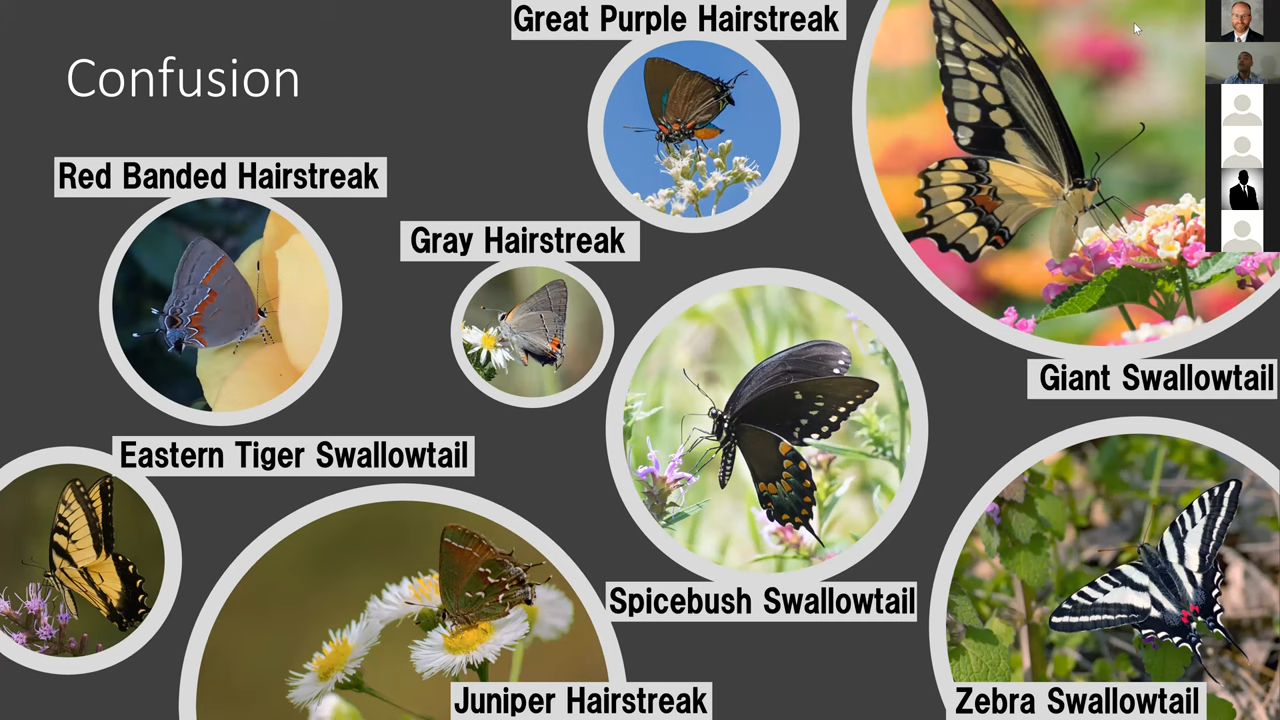 Confusion
Great Purple Hairstreak
Red Banded Hairstreak
Gray Hairstreak
Giant Swallowtail
Eastern Tiger Swallowtail
Spicebush Swallowtail
Juniper Hairstreak
Zebra Swallowtail